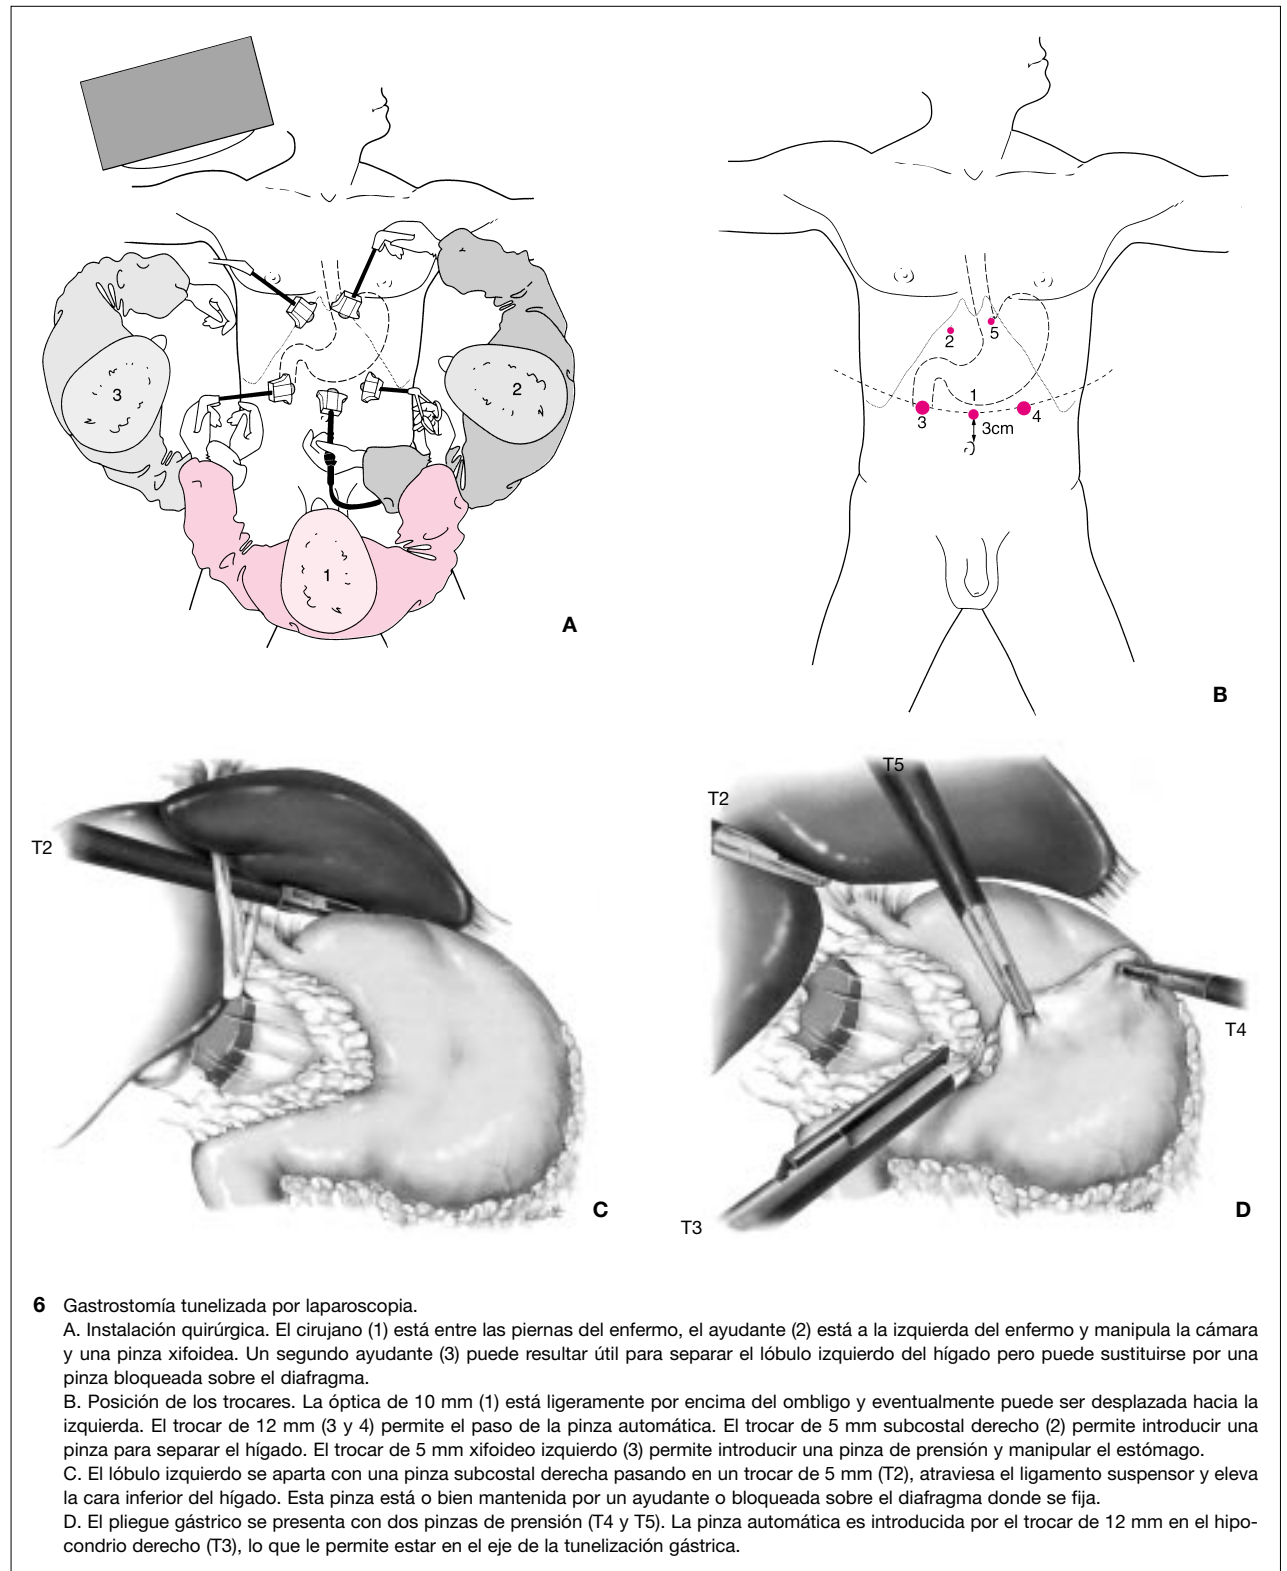 3
2
1
A
2
5
1
3
4
3cm
B
T2
C
T5
T2
T4
T3
D
6 Gastrostomía tunelizada por laparoscopia.
A. Instalación quirúrgica. El cirujano (1) está entre las piernas del enfermo, el ayudante (2) está a la izquierda del enfermo y manipula la cámara
y una pinza xifoidea. Un segundo ayudante (3) puede resultar útil para separar el lóbulo izquierdo del hígado pero puede sustituirse por una
pinza bloqueada sobre el diafragma.
B. Posición de los trocares. La óptica de 10 mm (1) está ligeramente por encima del ombligo y eventualmente puede ser desplazada hacia la
izquierda. El trocar de 12 mm (3 y 4) permite el paso de la pinza automática. El trocar de 5 mm subcostal derecho (2) permite introducir una
pinza para separar el hígado. El trocar de 5 mm xifoideo izquierdo (3) permite introducir una pinza de prensión y manipular el estómago.
C. El lóbulo izquierdo se aparta con una pinza subcostal derecha pasando en un trocar de 5 mm (T2), atraviesa el ligamento suspensor y eleva
la cara inferior del hígado. Esta pinza está o bien mantenida por un ayudante o bloqueada sobre el diafragma donde se fija.
D. El pliegue gástrico se presenta con dos pinzas de prensión (T4 y T5). La pinza automática es introducida por el trocar de 12 mm en el hipo-
condrio derecho (T3), lo que le permite estar en el eje de la tunelización gástrica.